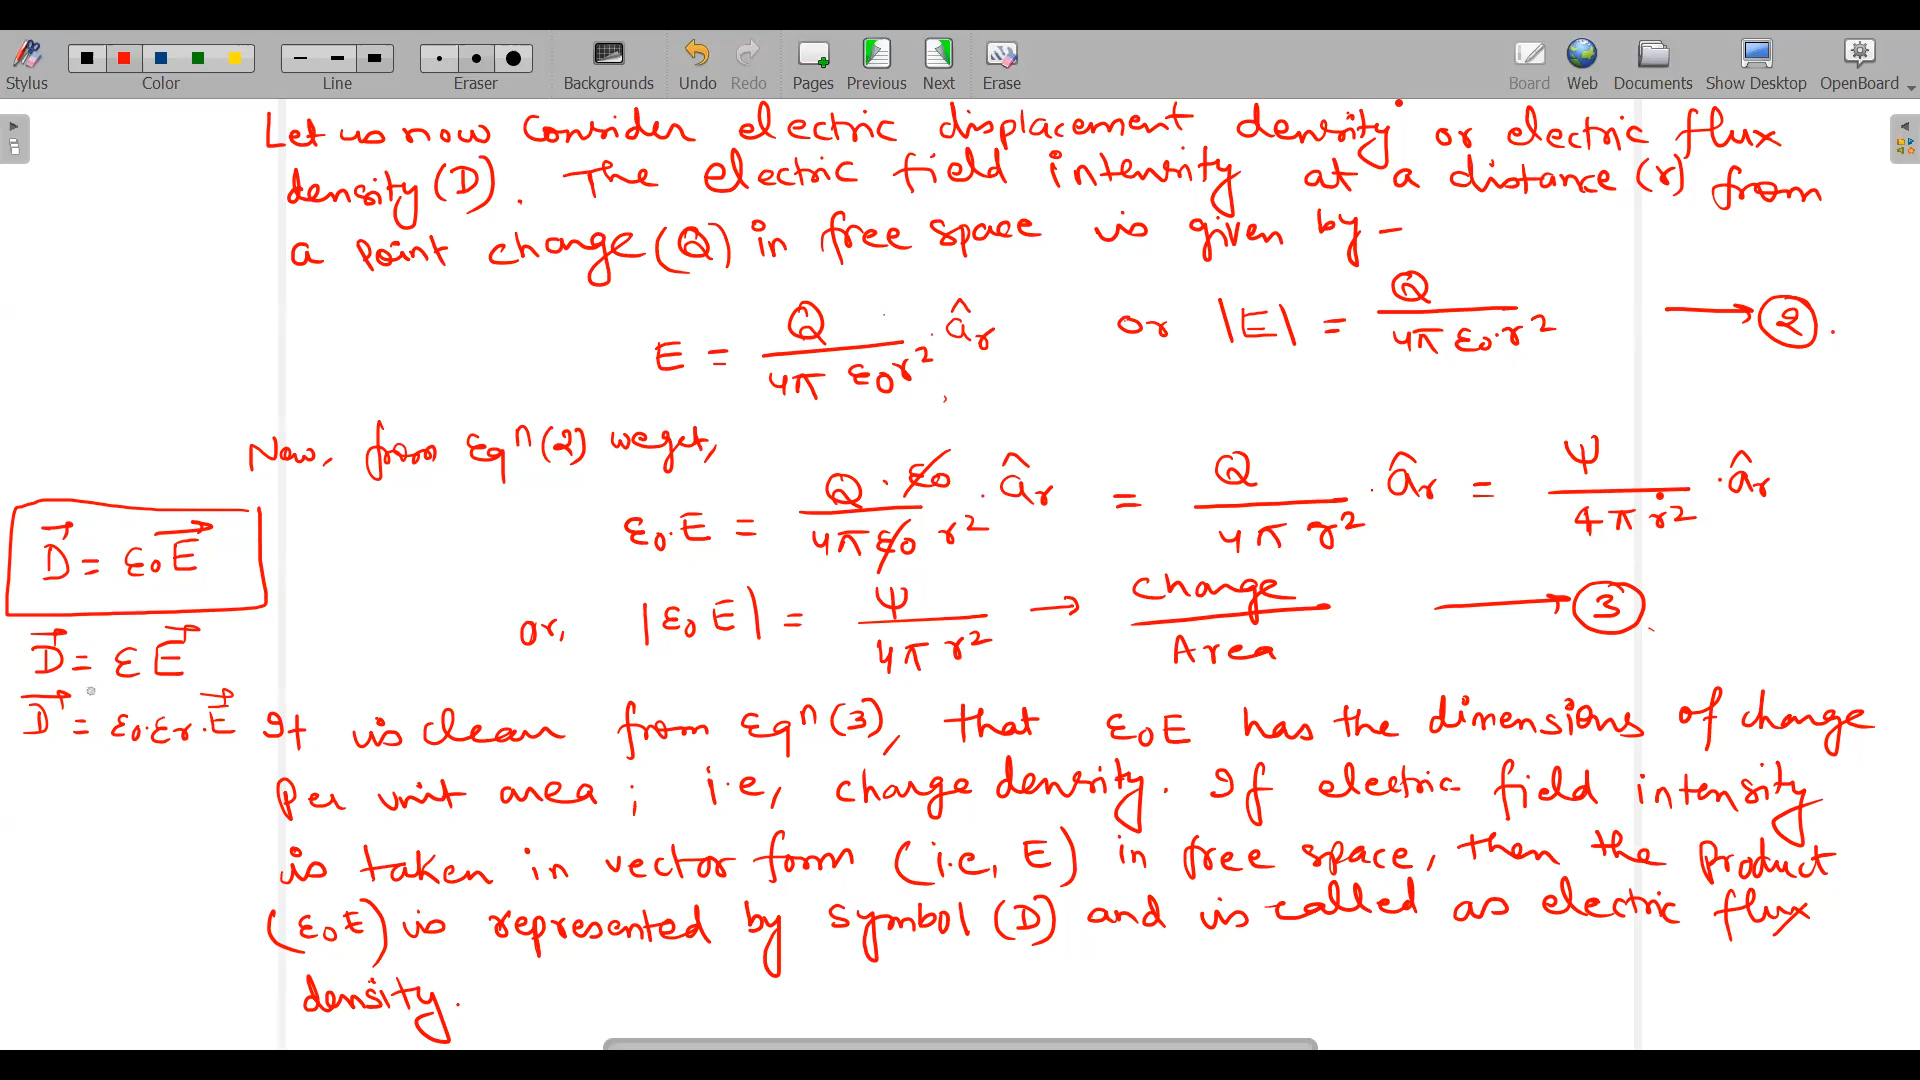 Stylus Color Line Eraser Backgrounds Undo Redo Pages Previous Next Erase Board Web Documents Show Desktop OpenBoard
Let us now consider electric displacement density or electric flux
density (D). The electric field intensity at a distance (r) from
a point charge (Q) in free space is given by –
E = Q / 4π ε0 r² . âr or |E| = Q / 4π ε0 . r² → 2
Now, from Eqn (2) we get,
ε0 . E = Q . ε0 / 4π ε0 r² . âr = Q / 4π r² . âr = Ψ / 4π r² . âr
or, |ε0 E| = Ψ / 4π r² → Charge / Area → 3
D⃗ = ε0 E⃗
D⃗ = ε E⃗
D⃗ = ε0 . εr . E⃗
It is clear from Eqn (3), that ε0E has the dimensions of charge
per unit area ; i.e, charge density. If electric field intensity
is taken in vector form (i.e, E) in free space, then the product
(ε0E) is represented by symbol (D) and is called as electric flux
density.